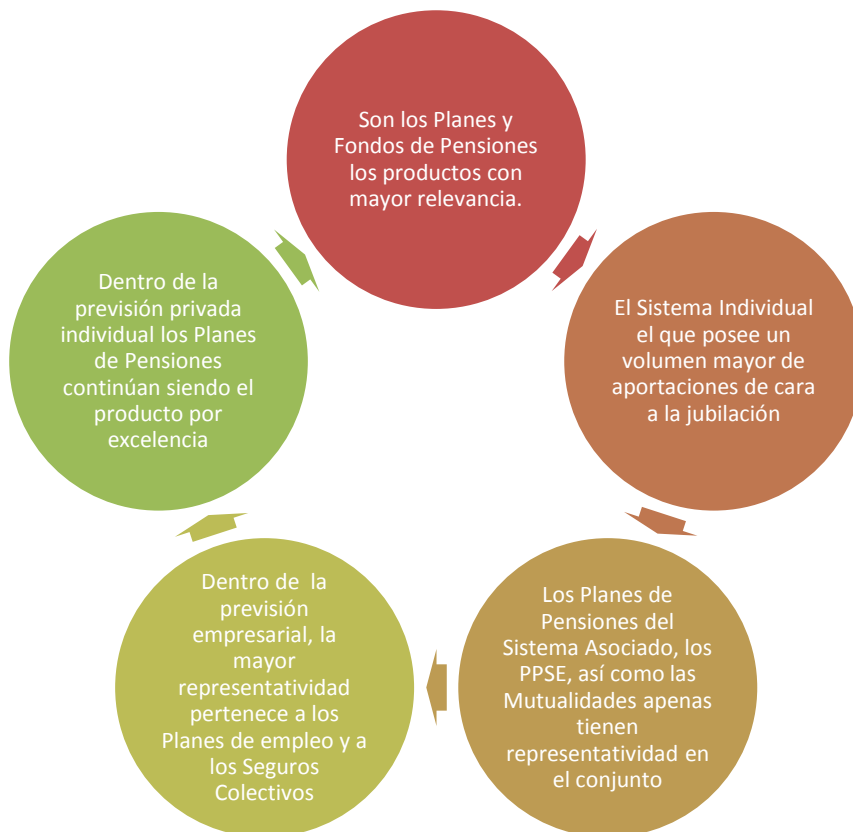 Son los Planes y
Fondos de Pensiones
los productos con
mayor relevancia.
El Sistema Individual
el que posee un
volumen mayor de
aportaciones de cara
a la jubilación
Los Planes de
Pensiones del
Sistema Asociado, los
PPSE, así como las
Mutualidades apenas
tienen
representatividad en
el conjunto
Dentro de  la
previsión
empresarial, la
mayor
representatividad
pertenece a los
Planes de empleo y a
los Seguros
Colectivos
Dentro de la
previsión privada
individual los Planes
de Pensiones
continúan siendo el
producto por
excelencia